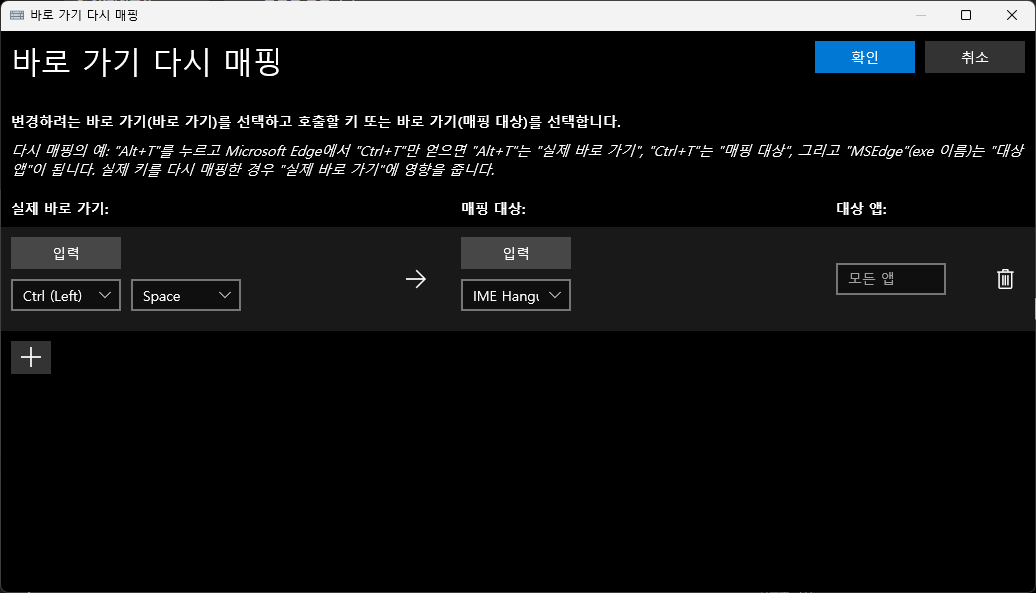 바로 가기 다시 매핑
바로 가기 다시 매핑
확인
취소
변경하려는 바로 가기(바로 가기)를 선택하고 호출할 키 또는 바로 가기(매핑 대상)를 선택합니다.
다시 매핑의 예: "Alt+T"를 누르고 Microsoft Edge에서 "Ctrl+T"만 얻으면 "Alt+T"는 "실제 바로 가기", "Ctrl+T"는 "매핑 대상", 그리고 "MSEdge"(exe 이름)는 "대상
앱"이 됩니다. 실제 키를 다시 매핑한 경우 "실제 바로 가기"에 영향을 줍니다.
실제 바로 가기:
매핑 대상:
대상 앱:
입력
입력
Ctrl (Left)
Space
IME Hangu
모든 앱